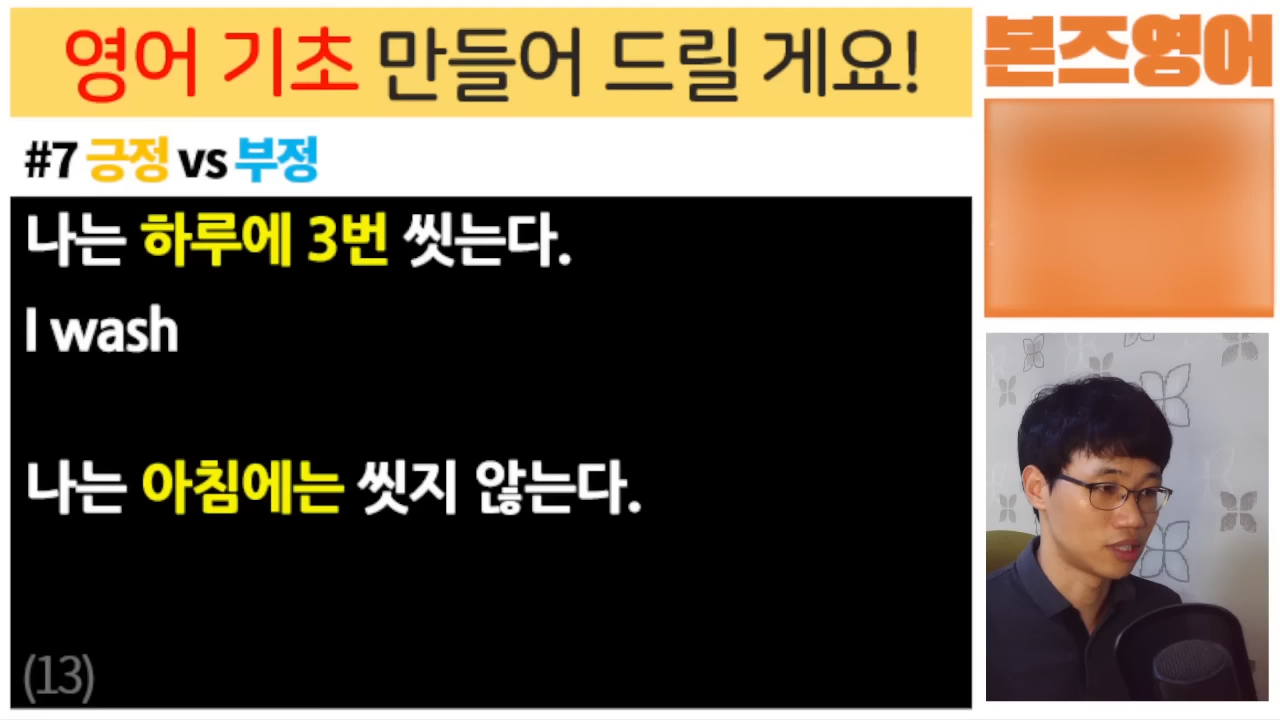 영어 기초 만들어 드릴 게요!
본즈영어
#7 긍정 vs 부정
나는 하루에 3번 씻는다.
I wash
나는 아침에는 씻지 않는다.
(13)